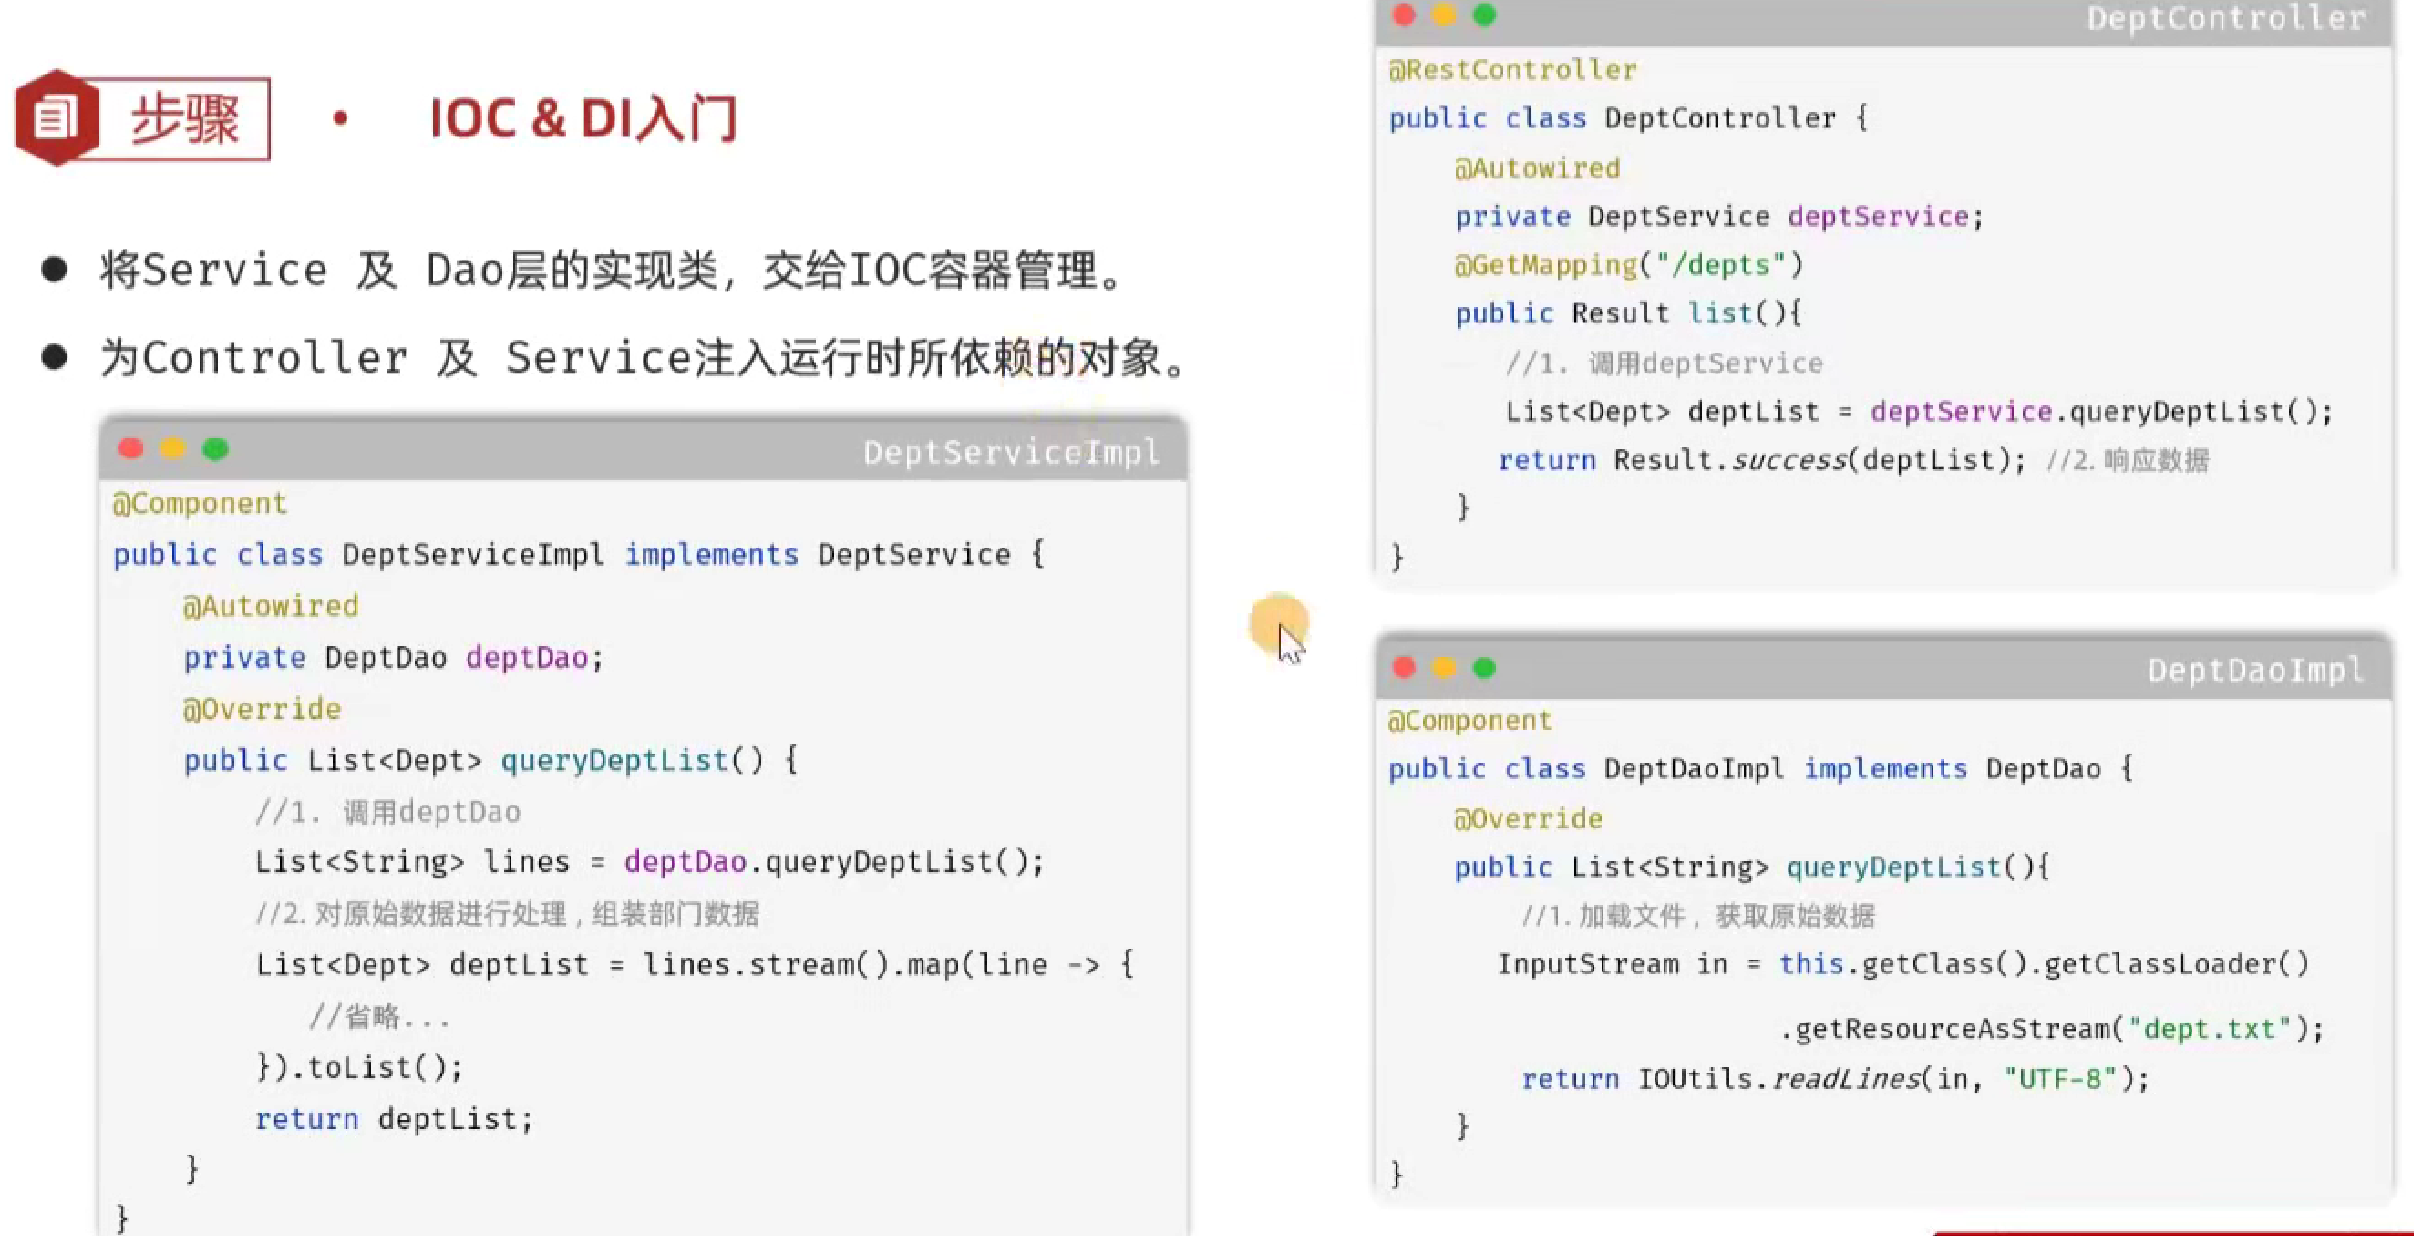 步骤 • IOC & DI入门
● 将Service 及 Dao层的实现类，交给IOC容器管理。
● 为Controller 及 Service注入运行时所依赖的对象。
DeptServiceImpl
@Component
public class DeptServiceImpl implements DeptService {
@Autowired
private DeptDao deptDao;
@Override
public List<Dept> queryDeptList() {
//1. 调用deptDao
List<String> lines = deptDao.queryDeptList();
//2. 对原始数据进行处理，组装部门数据
List<Dept> deptList = lines.stream().map(line -> {
//省略...
}).toList();
return deptList;
}
}
DeptController
@RestController
public class DeptController {
@Autowired
private DeptService deptService;
@GetMapping("/depts")
public Result list(){
//1. 调用deptService
List<Dept> deptList = deptService.queryDeptList();
return Result.success(deptList); //2. 响应数据
}
}
DeptDaoImpl
@Component
public class DeptDaoImpl implements DeptDao {
@Override
public List<String> queryDeptList(){
//1. 加载文件，获取原始数据
InputStream in = this.getClass().getClassLoader()
.getResourceAsStream("dept.txt");
return IOUtils.readLines(in, "UTF-8");
}
}